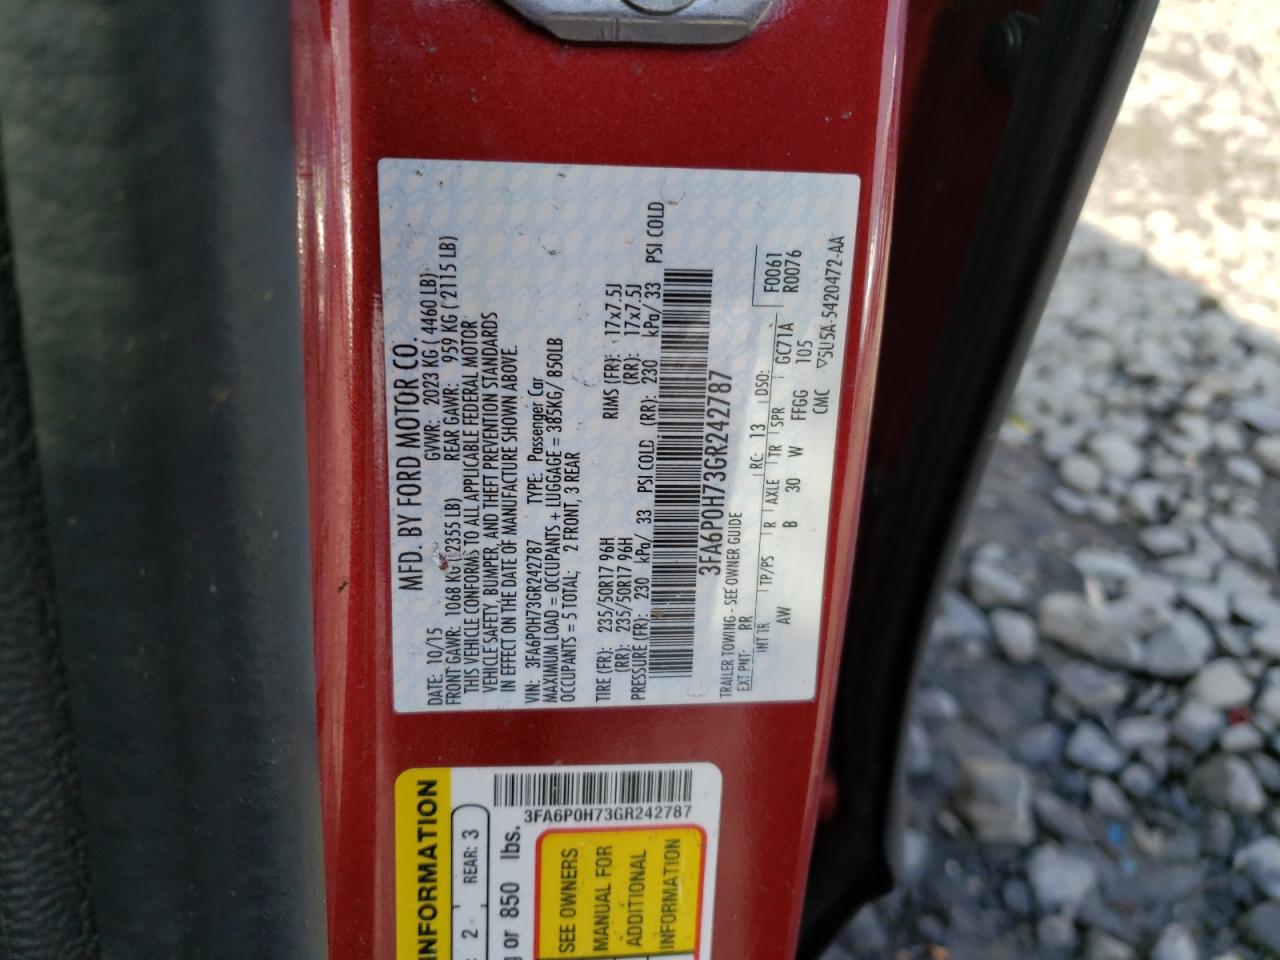 MFD. BY FORD MOTOR CO.
DATE: 10/15 GVWR: 2023 KG ( 4460 LB)
FRONT GAWR: 1068 KG (2355 LB) REAR GAWR: 959 KG ( 2115 LB)
THIS VEHICLE CONFORMS TO ALL APPLICABLE FEDERAL MOTOR
VEHICLE SAFETY, BUMPER, AND THEFT PREVENTION STANDARDS
IN EFFECT ON THE DATE OF MANUFACTURE SHOWN ABOVE.
VIN: 3FA6P0H73GR242787 TYPE: Passenger Car
MAXIMUM LOAD = OCCUPANTS + LUGGAGE = 385KG/ 850LB
OCCUPANTS = 5 TOTAL: 2 FRONT, 3 REAR
TIRE (FR): 235/50R17 96H RIMS (FR): 17x7.5J
(RR): 235/50R17 96H (RR): 17x7.5J
PRESSURE (FR): 230 kPa/ 33 PSI COLD (RR): 230 kPa/ 33 PSI COLD
3FA6P0H73GR242787
TRAILER TOWING - SEE OWNER GUIDE
EXT PNT: RR RC: 13 DSO: F0061
INT TR TP/PS R AXLE TR SPR GC71A R0076
AW B 30 W FFGG 105
CMC ▽5U5A-5420472-AA
INFORMATION
2 REAR: 3
3FA6P0H73GR242787
or 850 lbs.
SEE OWNERS
MANUAL FOR
ADDITIONAL
INFORMATION